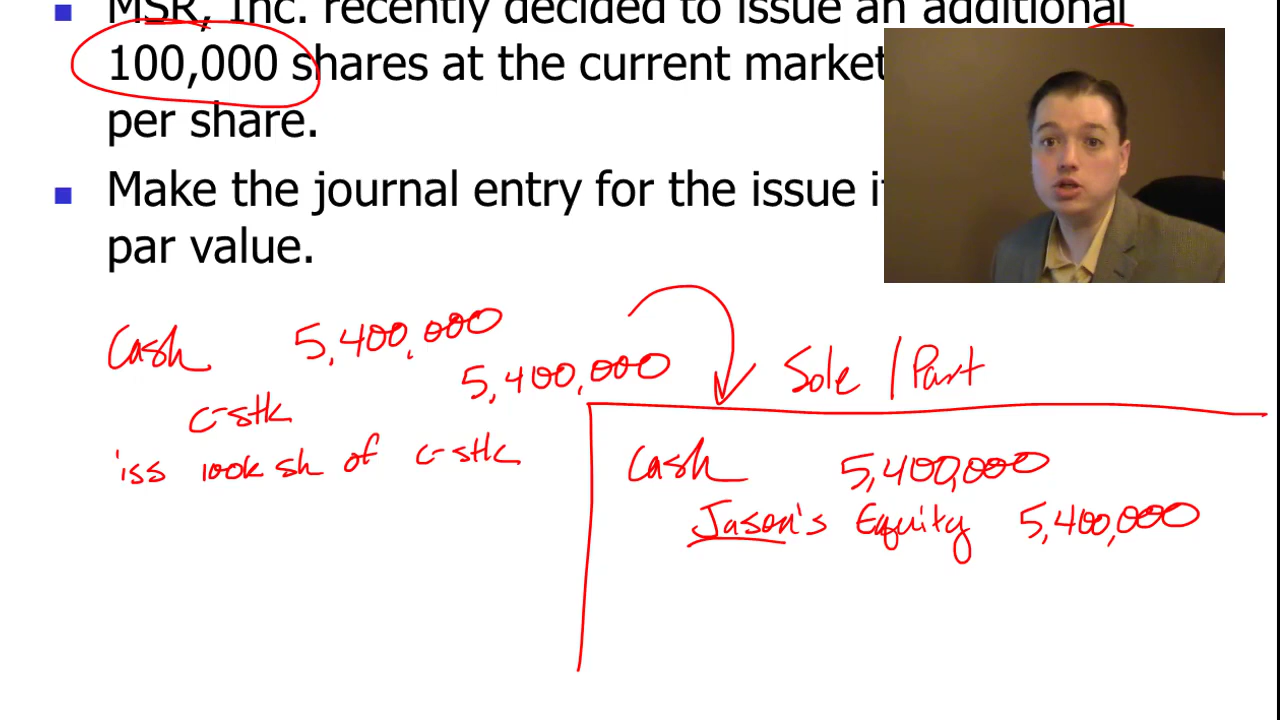 MSR, Inc. recently decided to issue an additional
100,000 shares at the current market
per share.
Make the journal entry for the issue i
par value.
Cash 5,400,000
5,400,000
c-stk
iss 100k sh of c-stk
Sole / Part
Cash 5,400,000
Jason's Equity 5,400,000